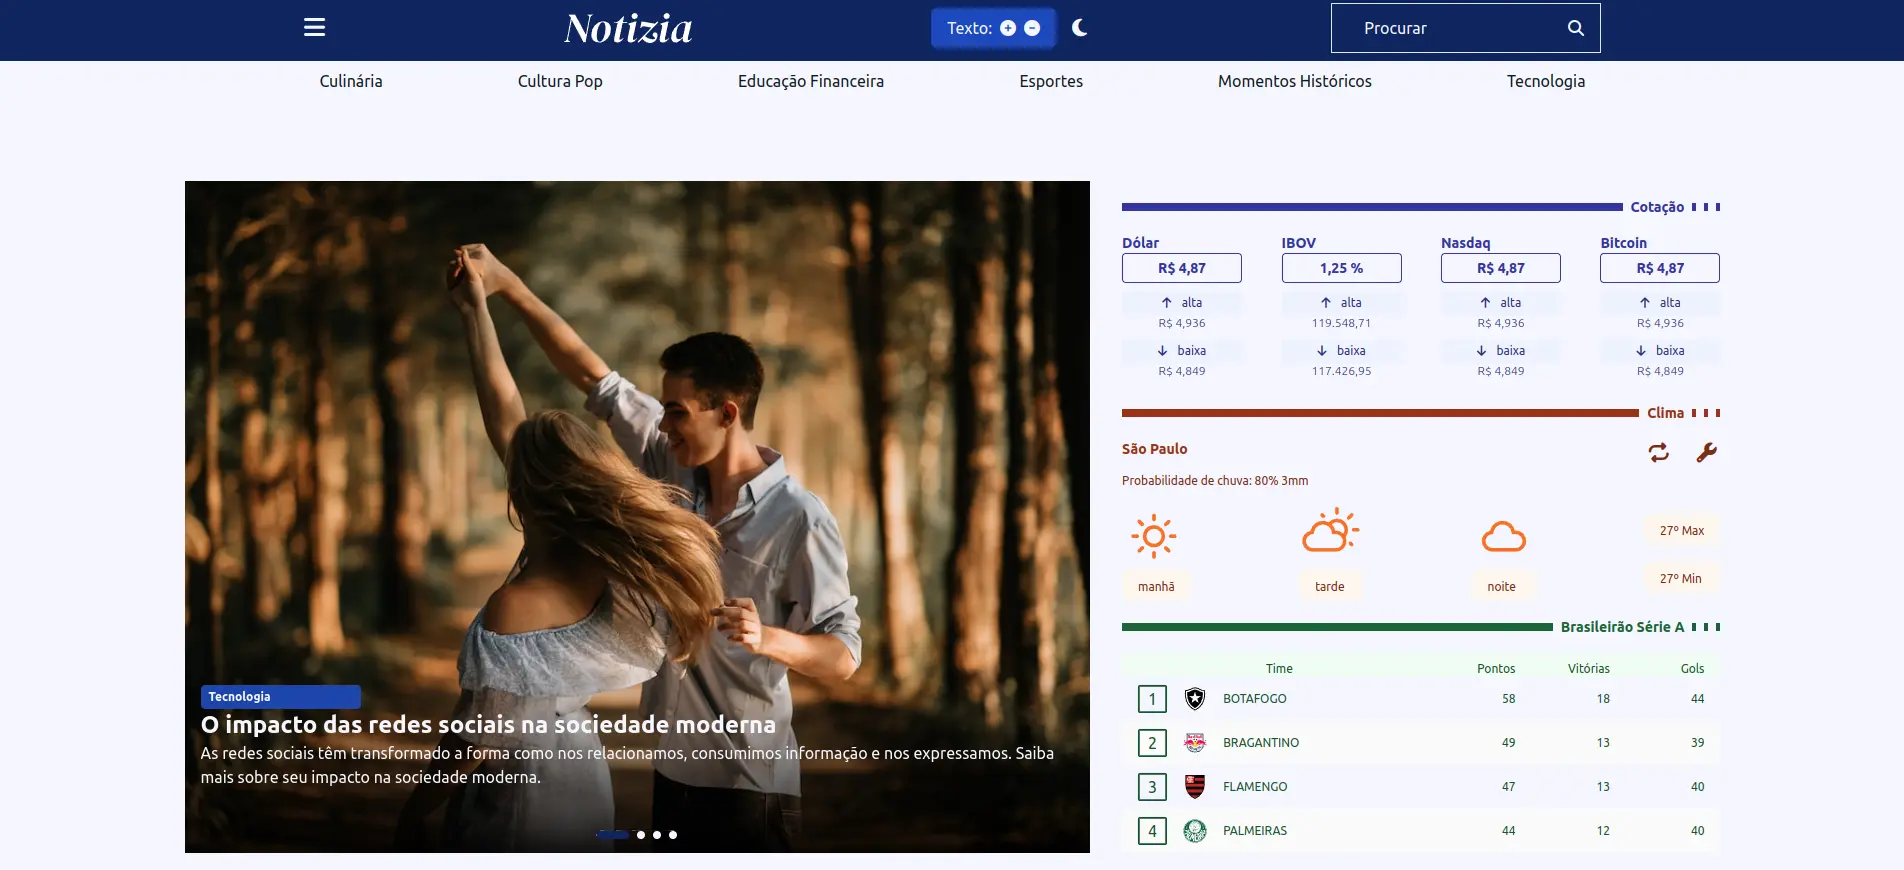 Notizia
Texto:
Procurar
Culinária Cultura Pop Educação Financeira Esportes Momentos Históricos Tecnologia
Tecnologia
O impacto das redes sociais na sociedade moderna
As redes sociais têm transformado a forma como nos relacionamos, consumimos informação e nos expressamos. Saiba
mais sobre seu impacto na sociedade moderna.
Cotação
Dólar IBOV Nasdaq Bitcoin
R$ 4,87 1,25 % R$ 4,87 R$ 4,87
alta alta alta alta
R$ 4,936 119.548,71 R$ 4,936 R$ 4,936
baixa baixa baixa baixa
R$ 4,849 117.426,95 R$ 4,849 R$ 4,849
Clima
São Paulo
Probabilidade de chuva: 80% 3mm
27º Max
27º Min
manhã tarde noite
Brasileirão Série A
Time Pontos Vitórias Gols
1 BOTAFOGO 58 18 44
2 BRAGANTINO 49 13 39
3 FLAMENGO 47 13 40
4 PALMEIRAS 44 12 40